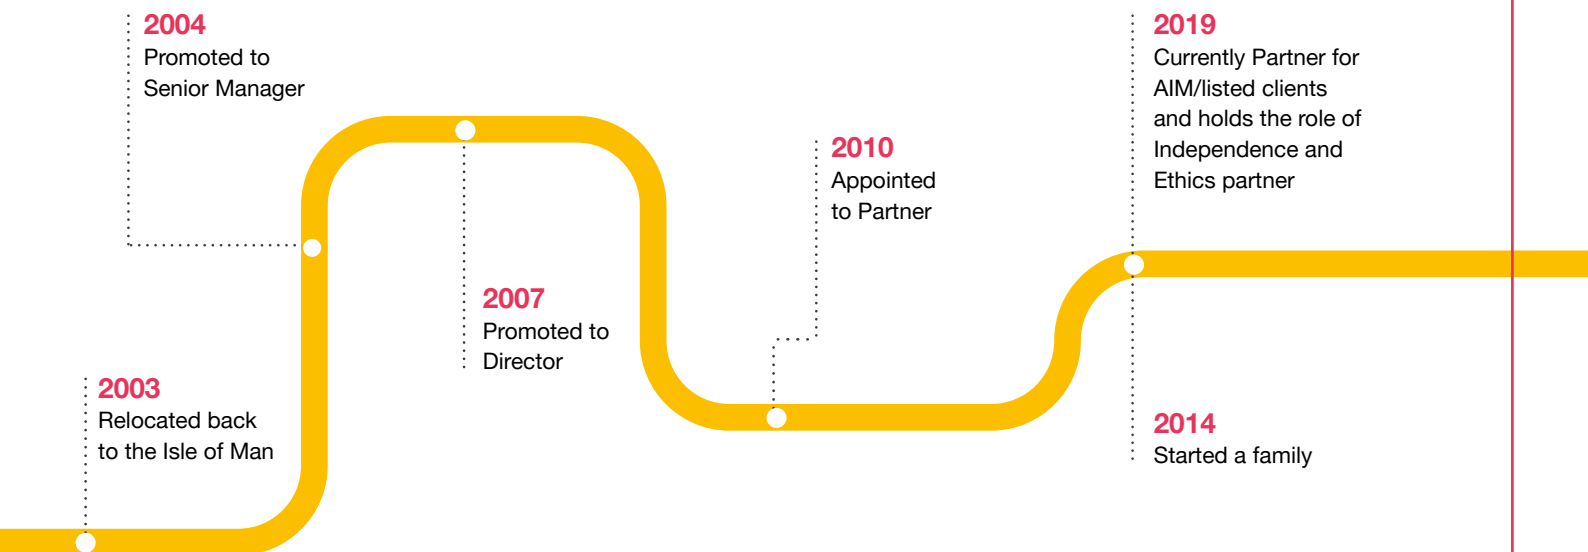 2003
Relocated back
to the Isle of Man
2004
Promoted to
Senior Manager
2007
Promoted to
Director
2010
Appointed
to Partner
2014
Started a family
2019
Currently Partner for
AIM/listed clients
and holds the role of
Independence and
Ethics partner